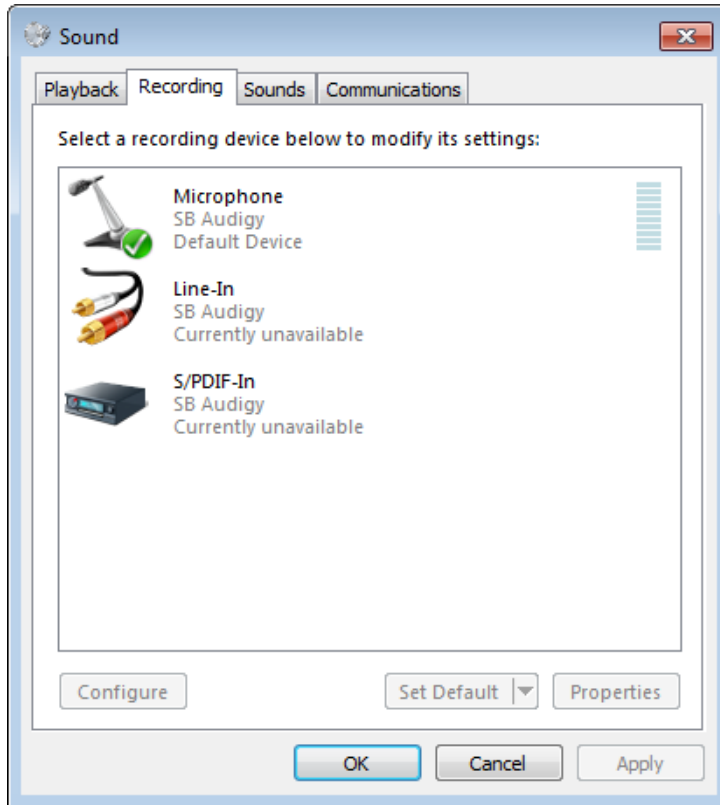 Sound
Playback Recording Sounds Communications
Select a recording device below to modify its settings:
Microphone
SB Audigy
Default Device
Line-In
SB Audigy
Currently unavailable
S/PDIF-In
SB Audigy
Currently unavailable
Configure Set Default Properties
OK Cancel Apply